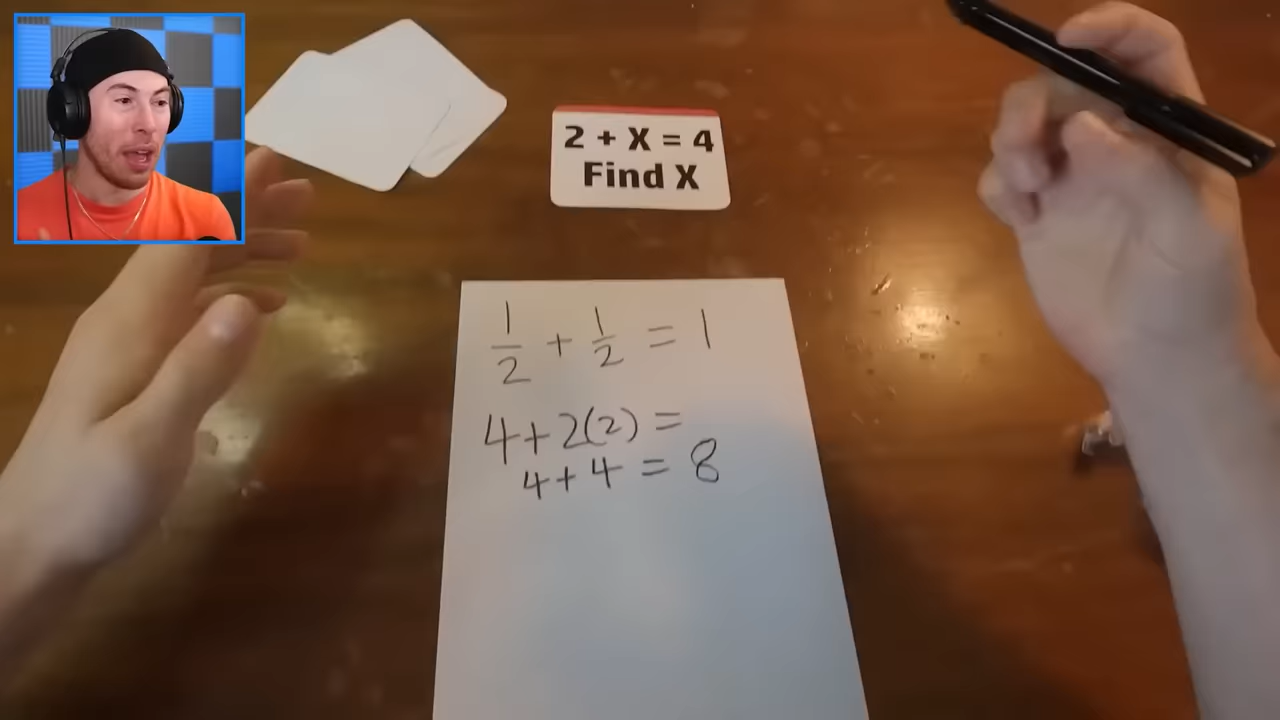 2 + X = 4
Find X
1/2 + 1/2 = 1
4+2(2) =
4+4 = 8